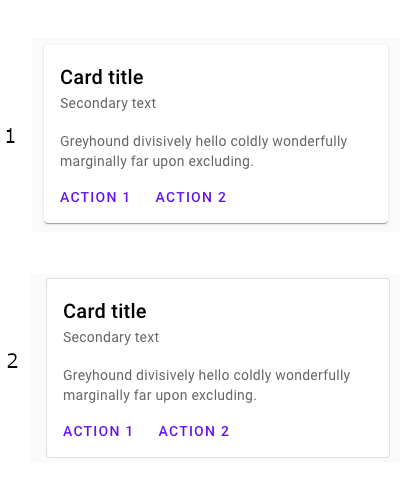 1
Card title
Secondary text
Greyhound divisively hello coldly wonderfully
marginally far upon excluding.
ACTION 1 ACTION 2
2
Card title
Secondary text
Greyhound divisively hello coldly wonderfully
marginally far upon excluding.
ACTION 1 ACTION 2